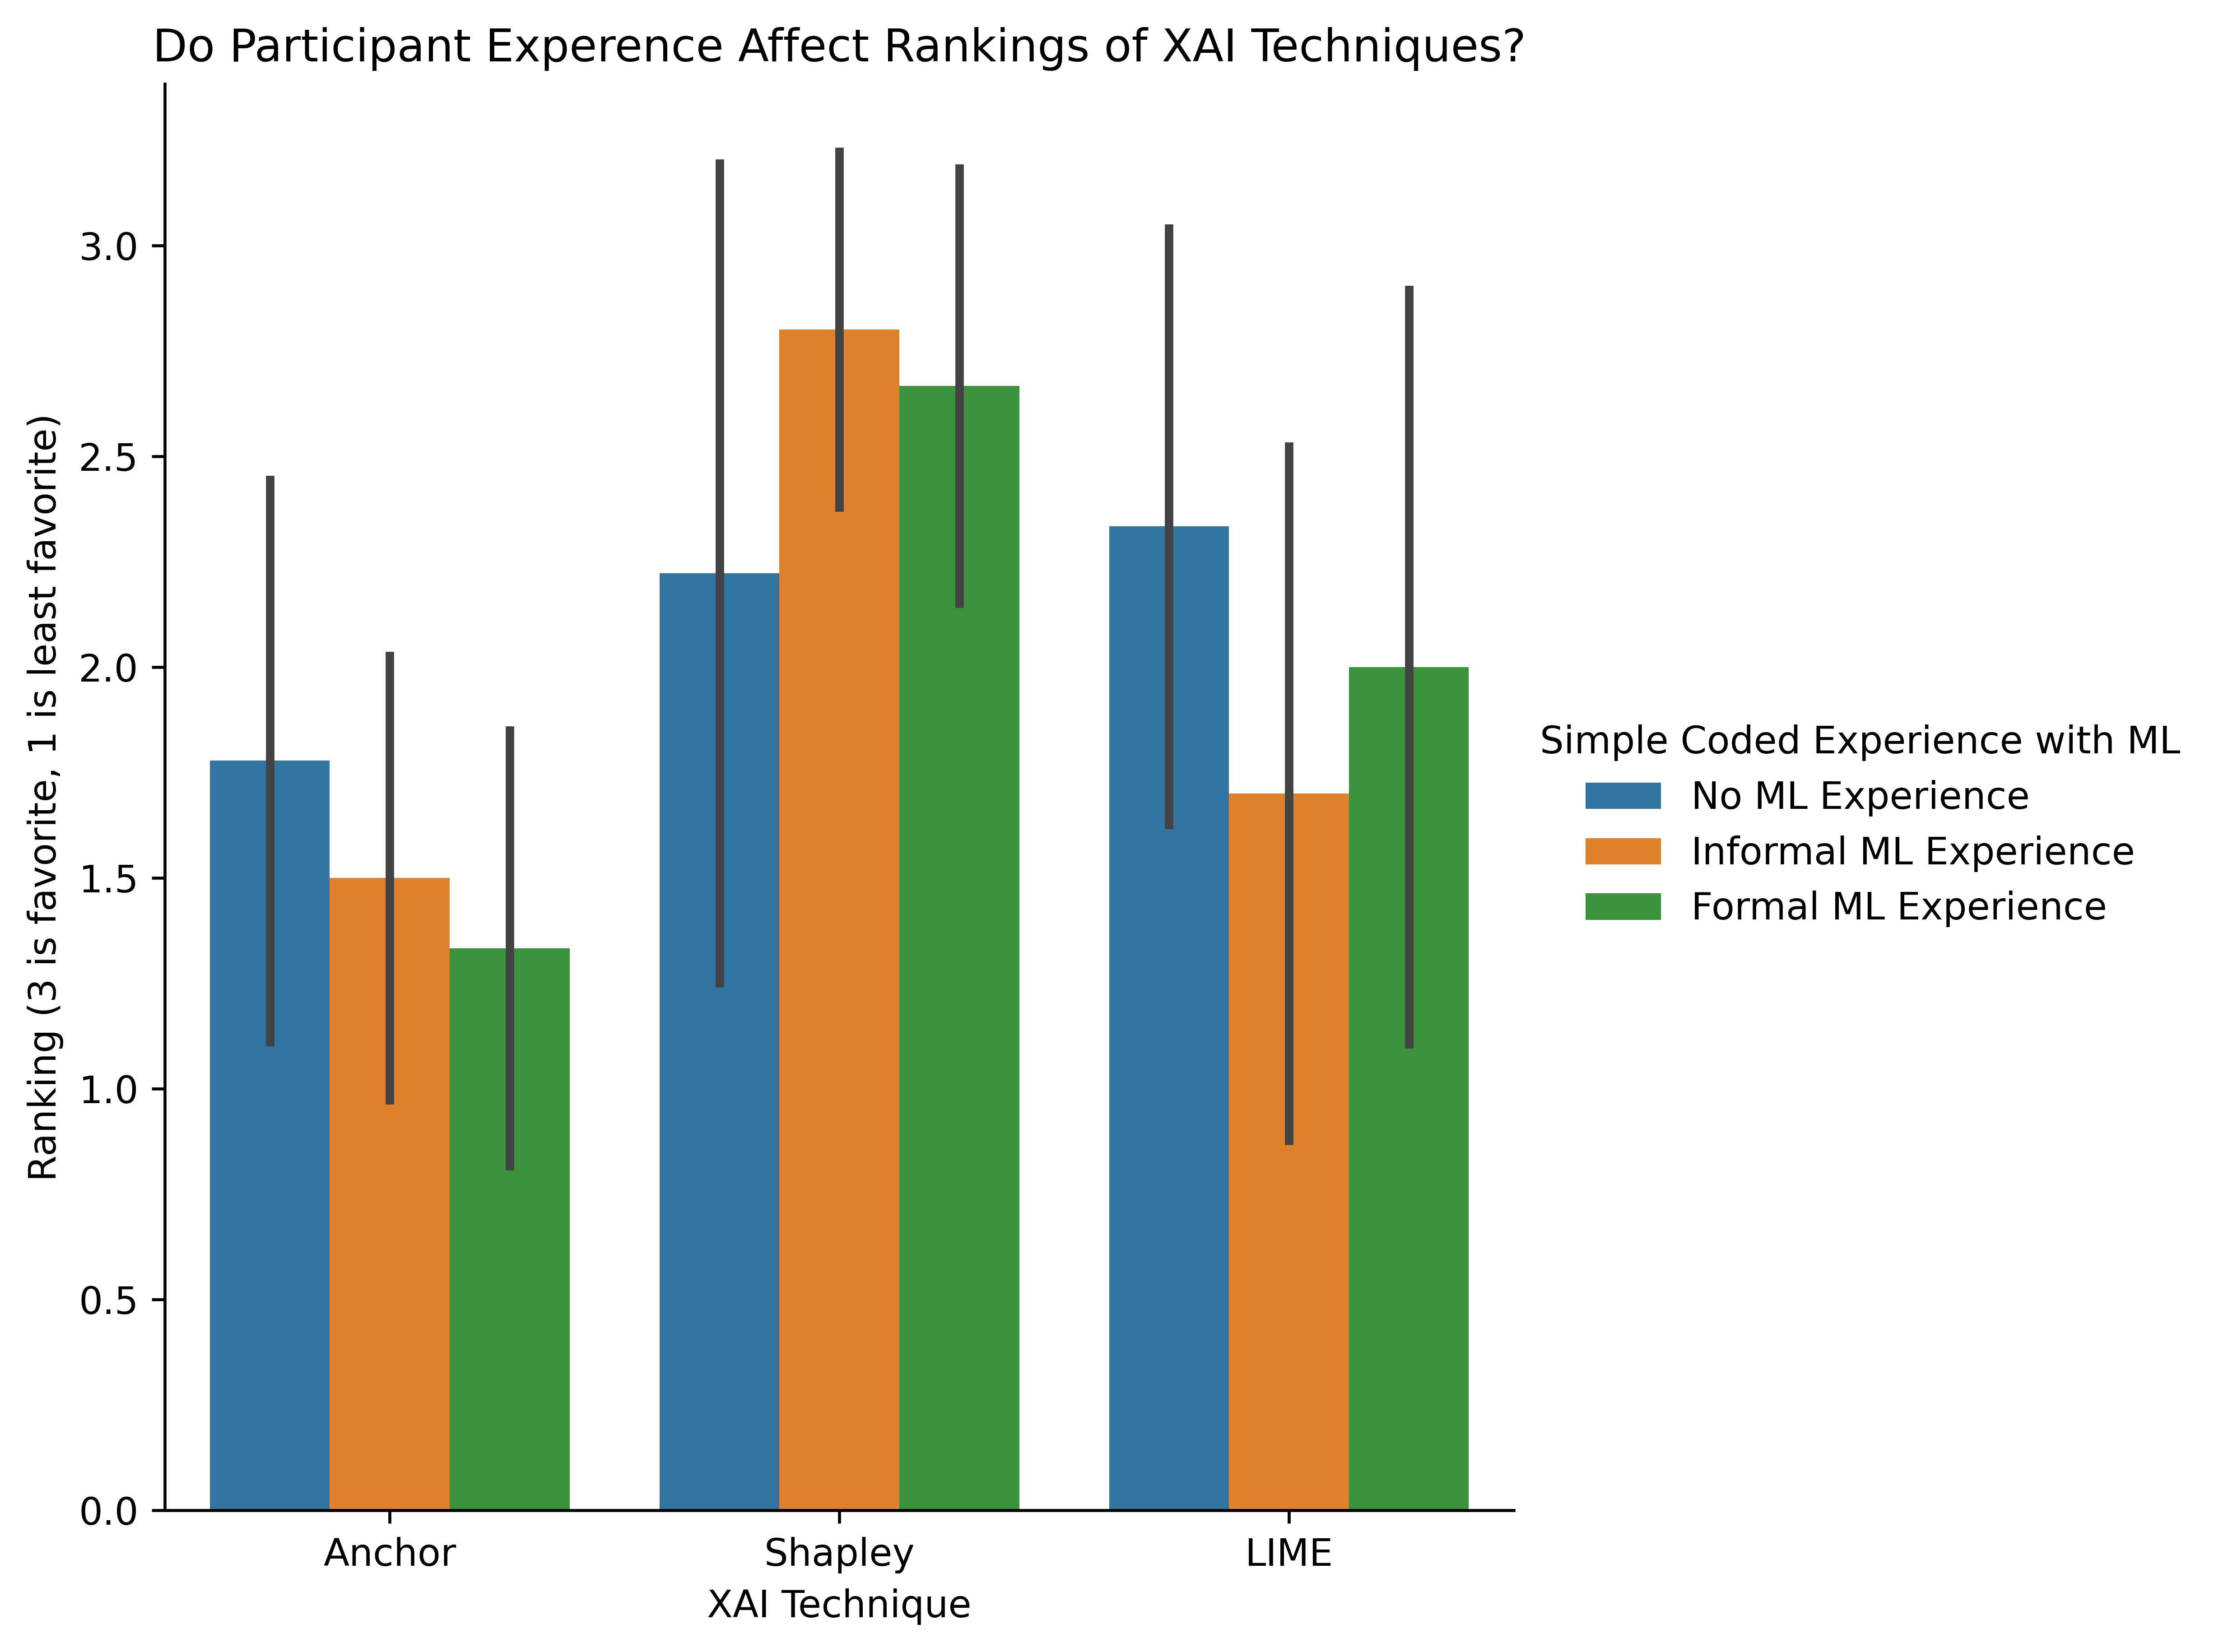 Do Participant Experence Affect Rankings of XAI Techniques?
Ranking (3 is favorite, 1 is least favorite)
3.0
2.5
2.0
1.5
1.0
0.5
0.0
Anchor
Shapley
LIME
XAI Technique
Simple Coded Experience with ML
No ML Experience
Informal ML Experience
Formal ML Experience